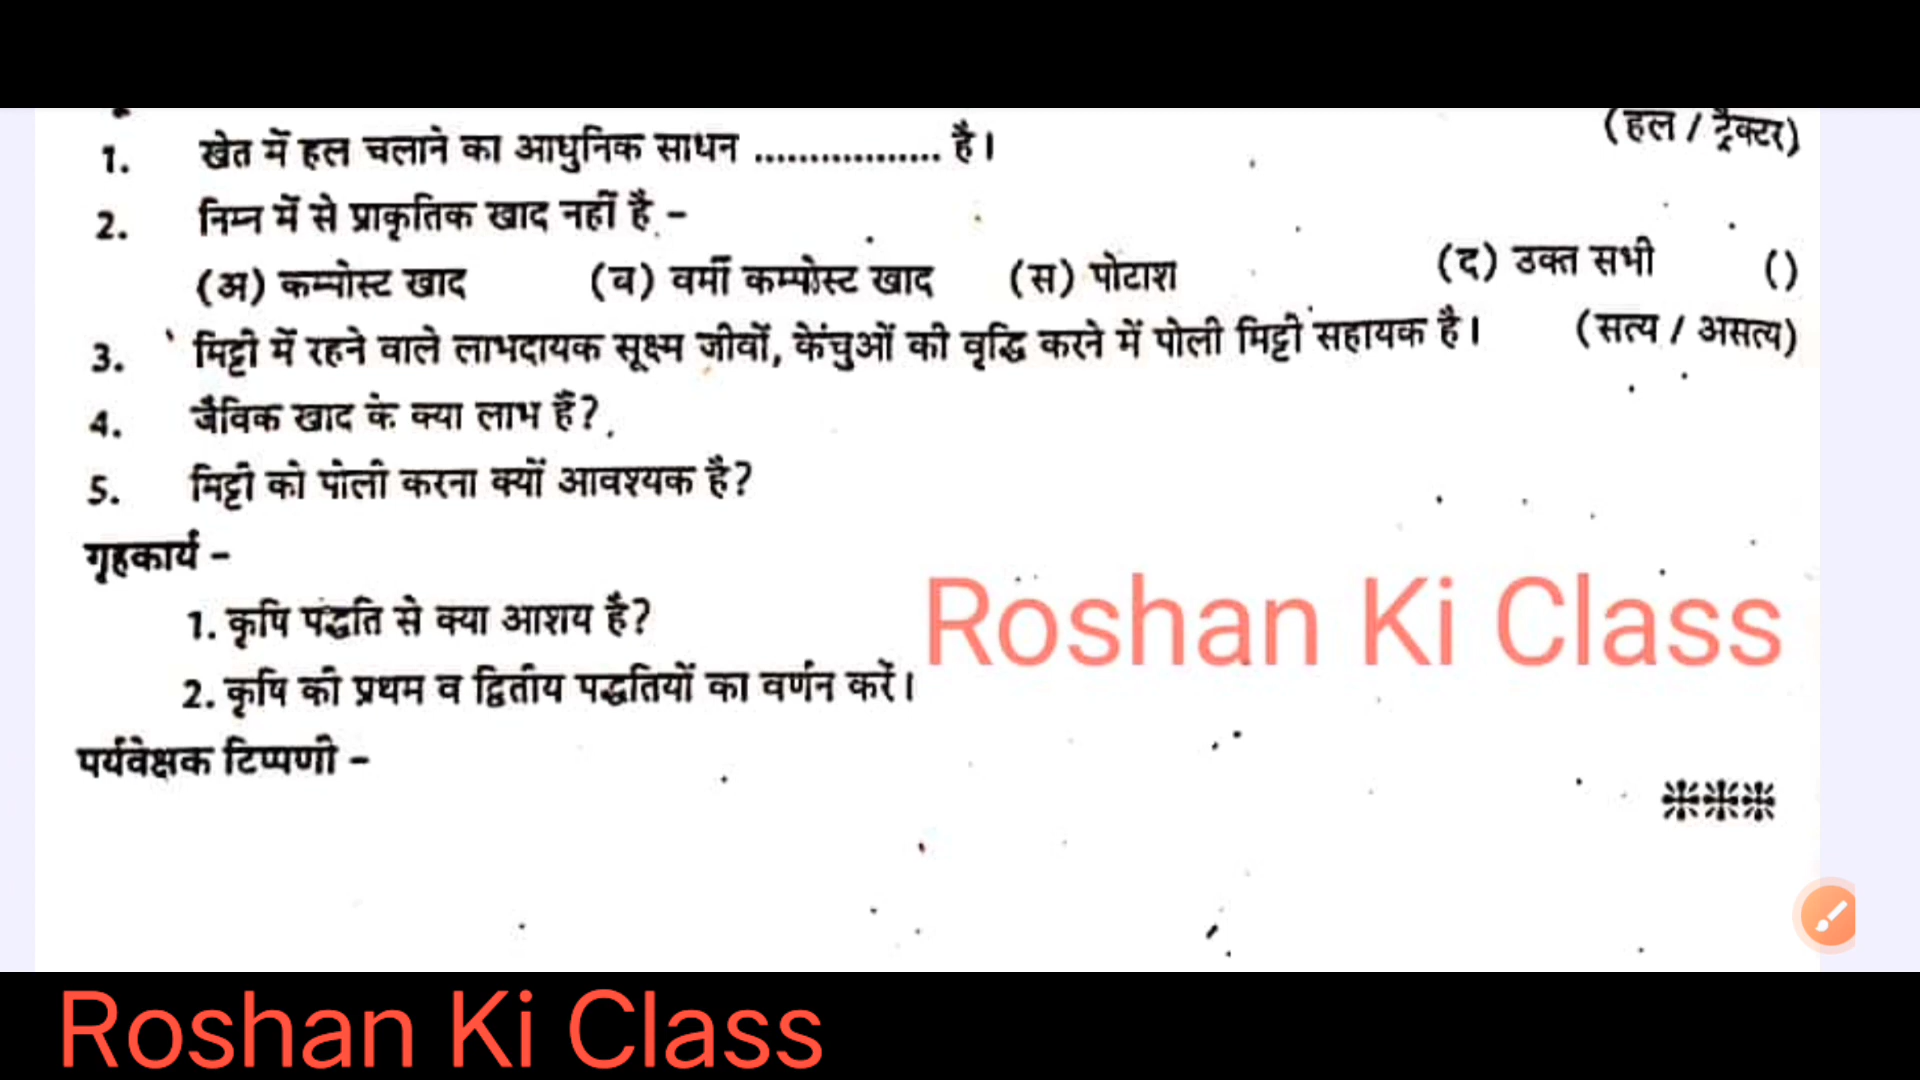 (हल / ट्रैक्टर)
1. खेत में हल चलाने का आधुनिक साधन ................. है।
2. निम्न में से प्राकृतिक खाद नहीं है -
(अ) कम्पोस्ट खाद (ब) वर्मी कम्पोस्ट खाद (स) पोटाश (द) उक्त सभी ()
3. मिट्टी में रहने वाले लाभदायक सूक्ष्म जीवों, केंचुओं की वृद्धि करने में पोली मिट्टी सहायक है। (सत्य / असत्य)
4. जैविक खाद के क्या लाभ हैं?
5. मिट्टी को पोली करना क्यों आवश्यक है?
गृहकार्य -
1. कृषि पद्धति से क्या आशय है?
2. कृषि की प्रथम व द्वितीय पद्धतियों का वर्णन करें।
Roshan Ki Class
पर्यवेक्षक टिप्पणी -
Roshan Ki Class